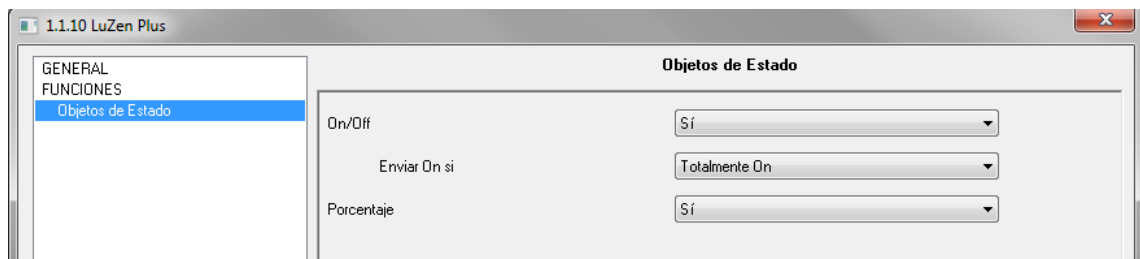 1.1.10 LuZen Plus
GENERAL
FUNCIONES
Objetos de Estado
Objetos de Estado
On/Off Sí
Enviar On si Totalmente On
Porcentaje Sí